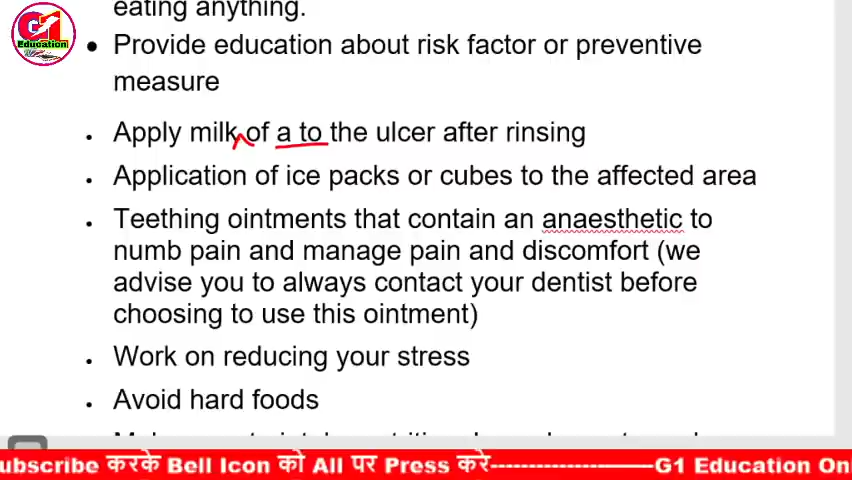 eating anything.
G1
Education
• Provide education about risk factor or preventive
measure
• Apply milk of a to the ulcer after rinsing
• Application of ice packs or cubes to the affected area
• Teething ointments that contain an anaesthetic to
numb pain and manage pain and discomfort (we
advise you to always contact your dentist before
choosing to use this ointment)
• Work on reducing your stress
• Avoid hard foods
ubscribe करके Bell Icon को All पर Press करे-----------------------G1 Education On